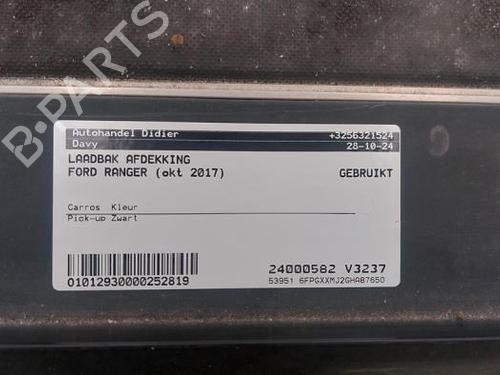 B-PARTS
Autohandel Didier +3256321524
Davy 28-10-24
LAADBAK AFDEKKING
FORD RANGER (okt 2017) GEBRUIKT
Carros Kleur
Pick-up Zwart
01012930000252819
24000582 V3237
53951 6FPGXXMJ2GHA87650